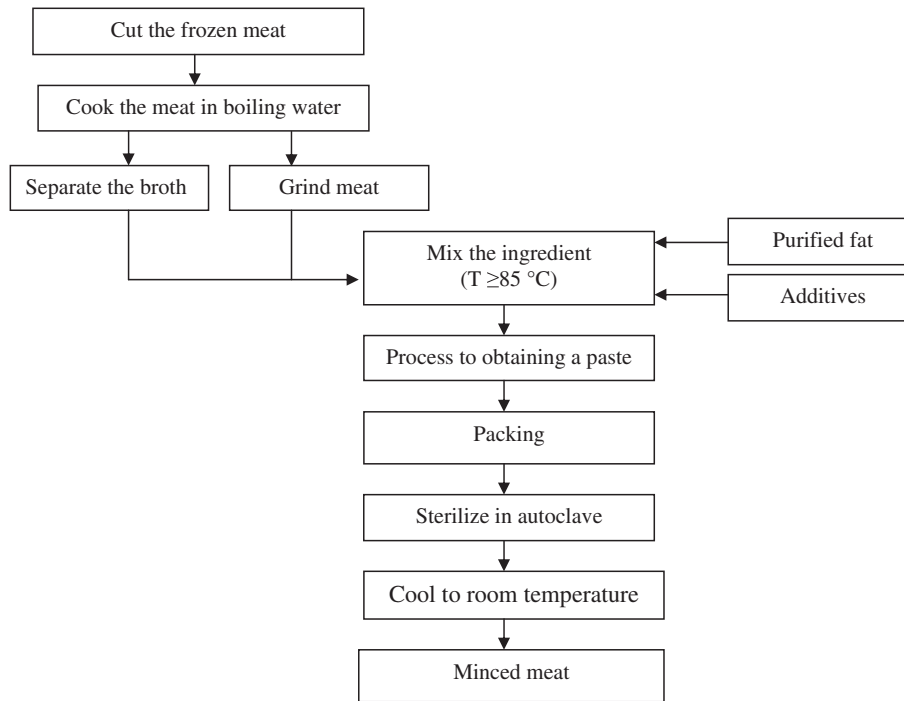 Cut the frozen meat
Cook the meat in boiling water
Separate the broth
Grind meat
Purified fat
Mix the ingredient
(T ≥85 °C)
Additives
Process to obtaining a paste
Packing
Sterilize in autoclave
Cool to room temperature
Minced meat